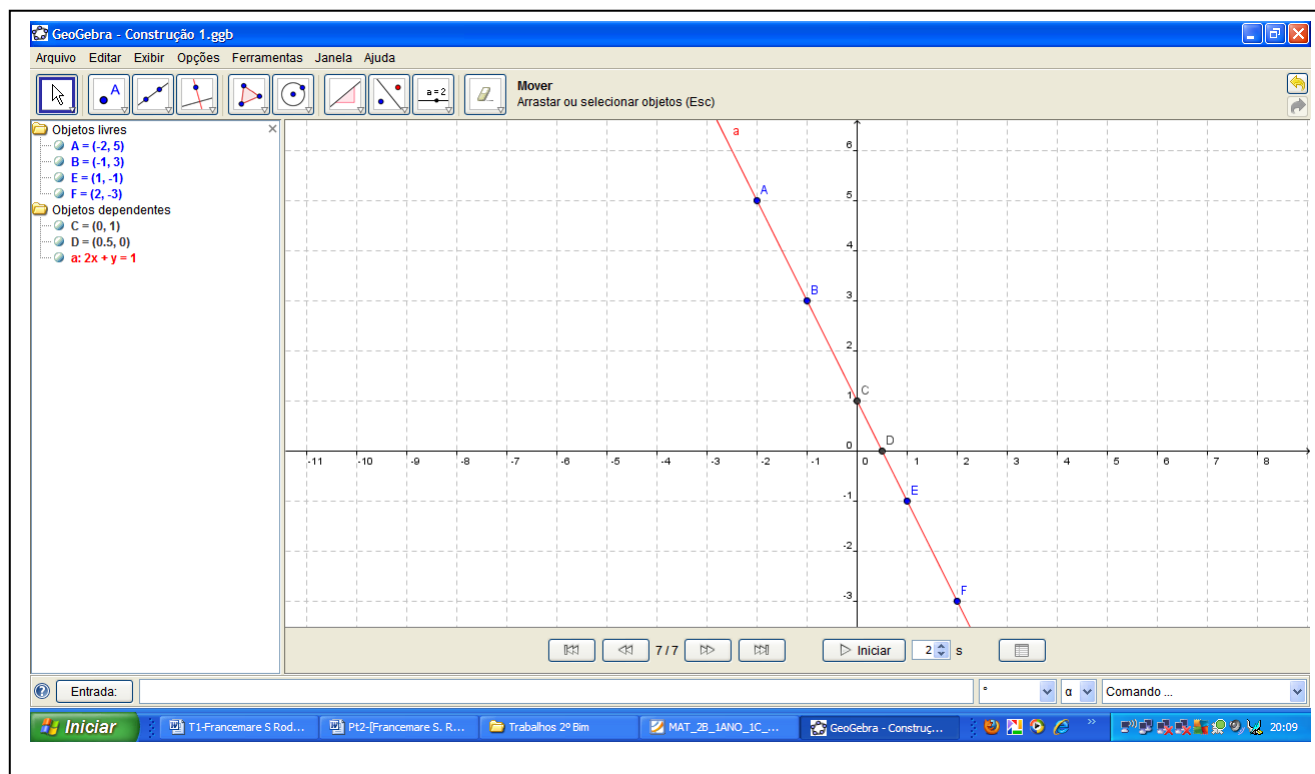 GeoGebra - Construção 1.ggb
Arquivo Editar Exibir Opções Ferramentas Janela Ajuda
A
a=2
Mover
Arrastar ou selecionar objetos (Esc)
Objetos livres
A = (-2, 5)
B = (-1, 3)
E = (1, -1)
F = (2, -3)
Objetos dependentes
C = (0, 1)
D = (0.5, 0)
a: 2x + y = 1
a
6
A
5
4
B
3
2
C
1
D
0
-11 -10 -9 -8 -7 -6 -5 -4 -3 -2 -1 0 1 2 3 4 5 6 7 8
E
-1
-2
F
-3
7 / 7
Iniciar 2 s
Entrada: ° α Comando ...
Iniciar T1-Francemare S Rod... Pt2-[Francemare S. R... Trabalhos 2º Bim MAT_2B_1ANO_1C_... GeoGebra - Construç... 20:09